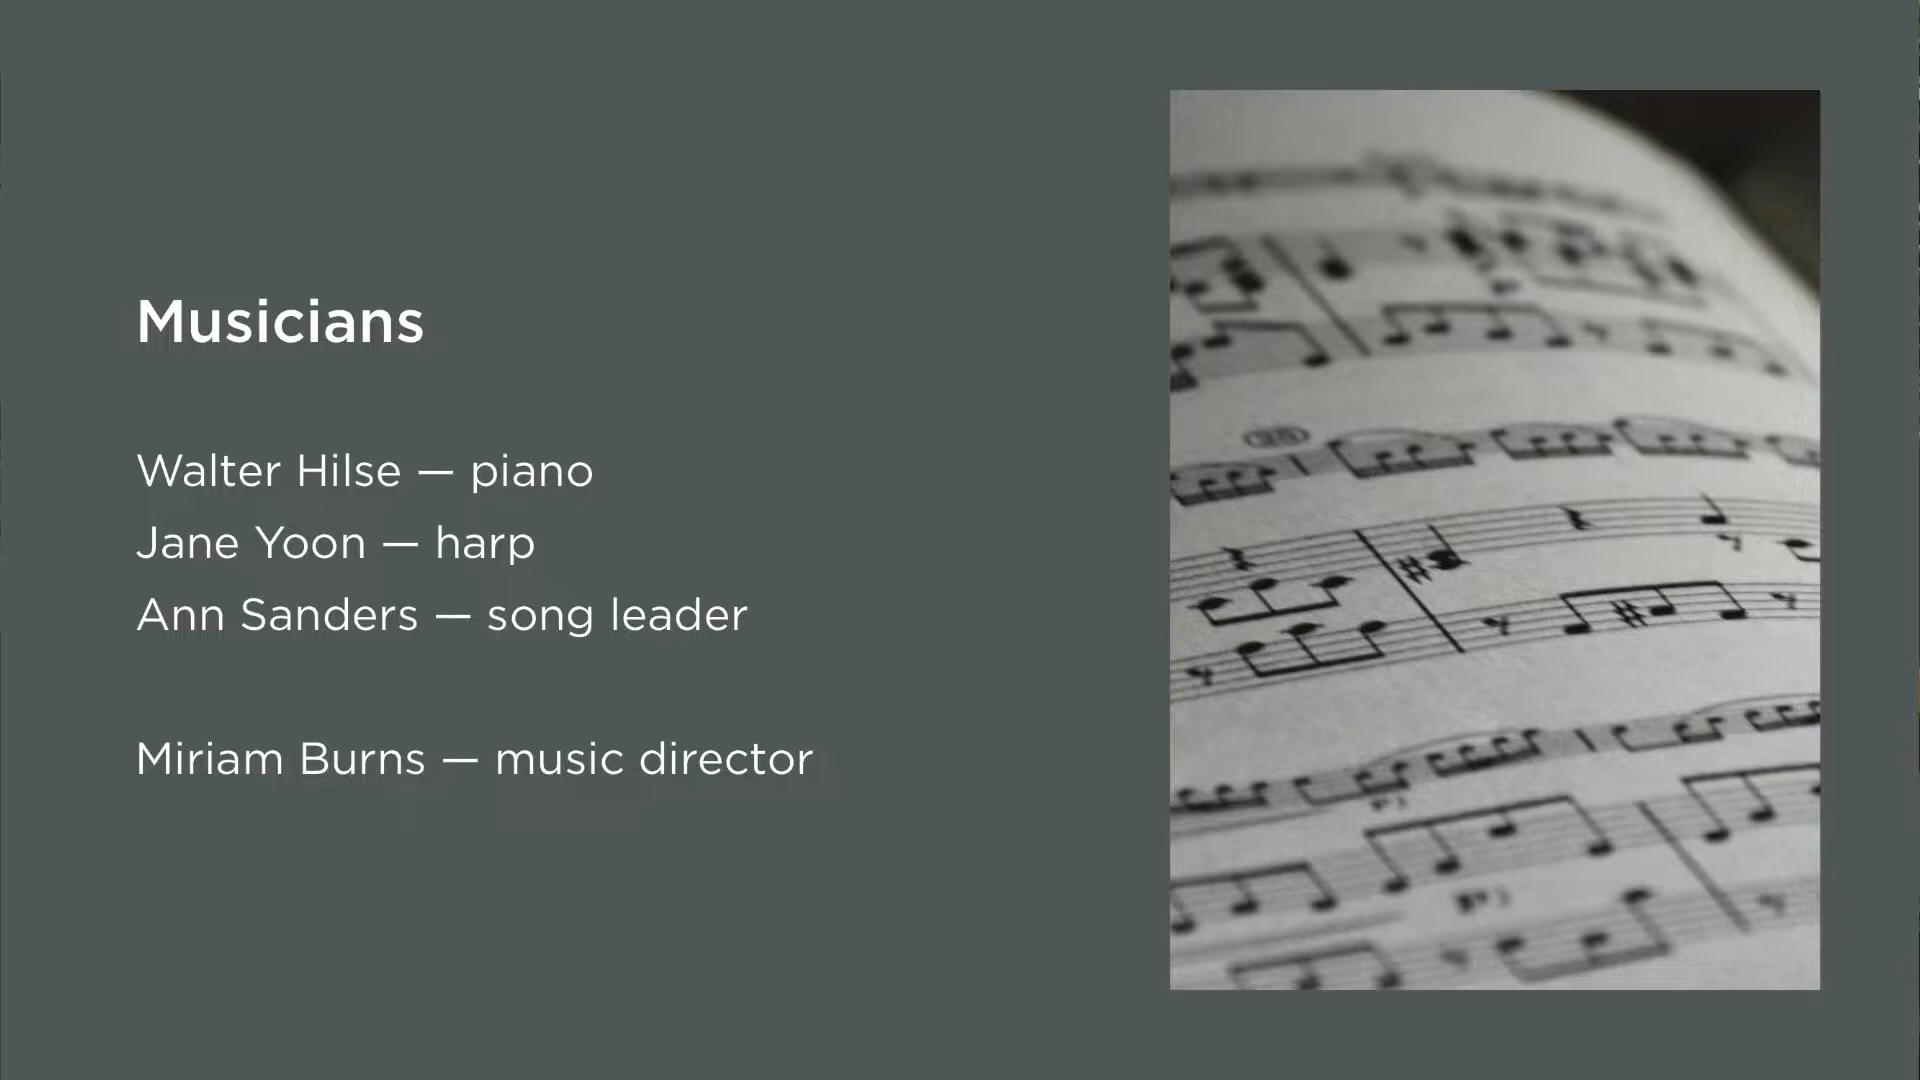 Musicians
Walter Hilse — piano
Jane Yoon — harp
Ann Sanders — song leader
Miriam Burns — music director